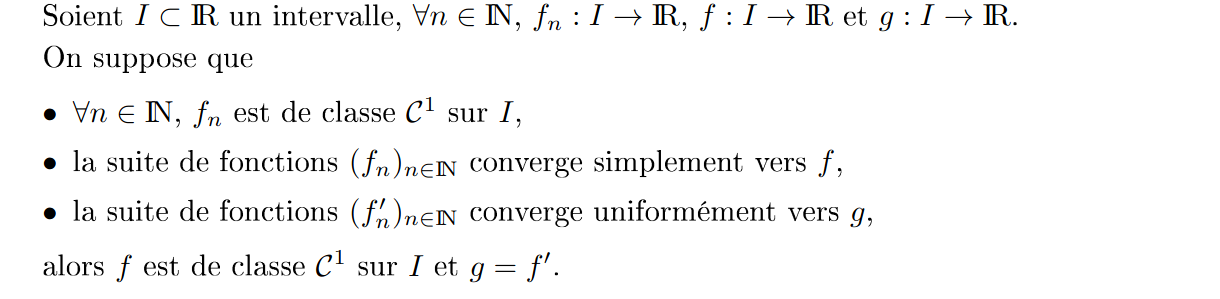 Soient $I \subset \mathbb{R}$ un intervalle, $\forall n \in \mathbb{N}$, $f_n : I \to \mathbb{R}$, $f : I \to \mathbb{R}$ et $g : I \to \mathbb{R}$.
On suppose que
• $\forall n \in \mathbb{N}$, $f_n$ est de classe $\mathcal{C}^1$ sur $I$,
• la suite de fonctions $(f_n)_{n \in \mathbb{N}}$ converge simplement vers $f$,
• la suite de fonctions $(f_n')_{n \in \mathbb{N}}$ converge uniformément vers $g$,
alors $f$ est de classe $\mathcal{C}^1$ sur $I$ et $g = f'$.